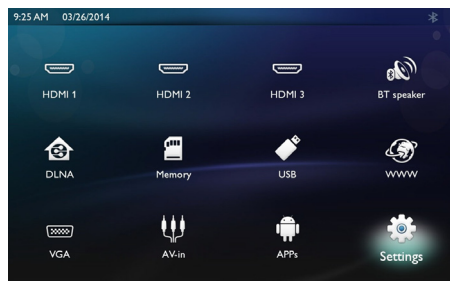 9:25 AM 03/26/2014
HDMI 1 HDMI 2 HDMI 3 BT speaker
DLNA Memory USB WWW
VGA AV-in APPs Settings